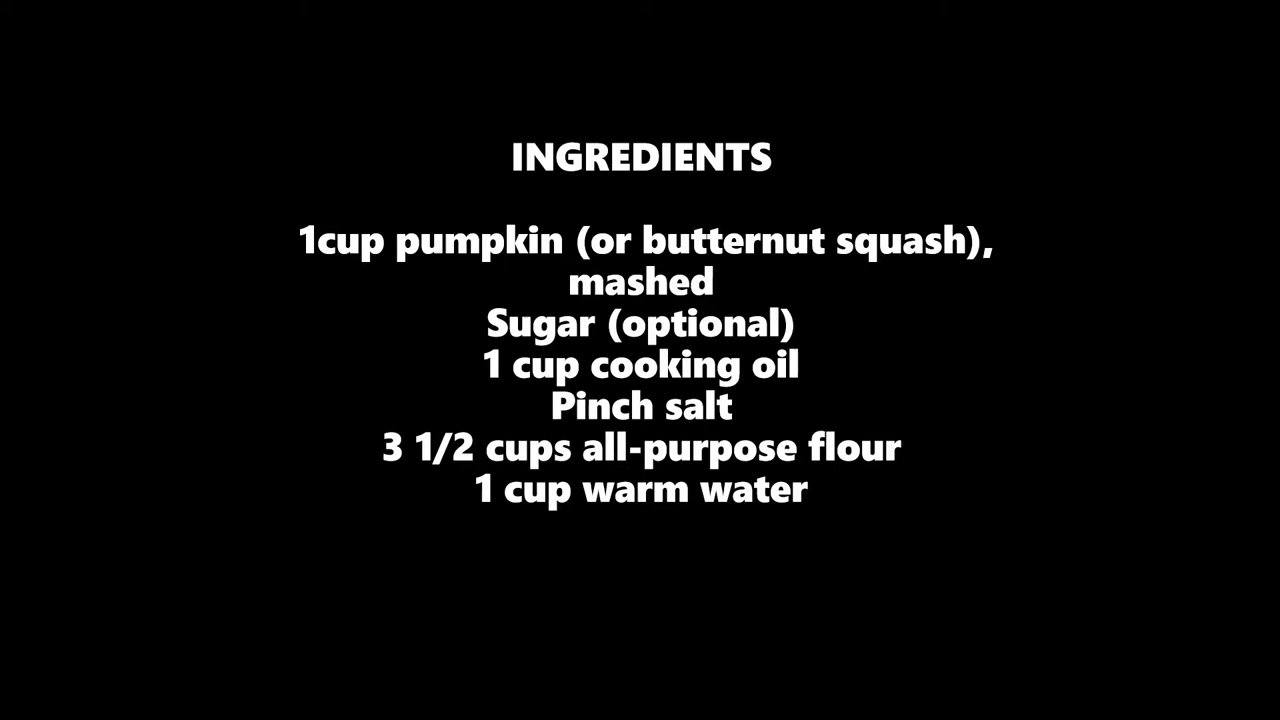 INGREDIENTS
1cup pumpkin (or butternut squash),
mashed
Sugar (optional)
1 cup cooking oil
Pinch salt
3 1/2 cups all-purpose flour
1 cup warm water